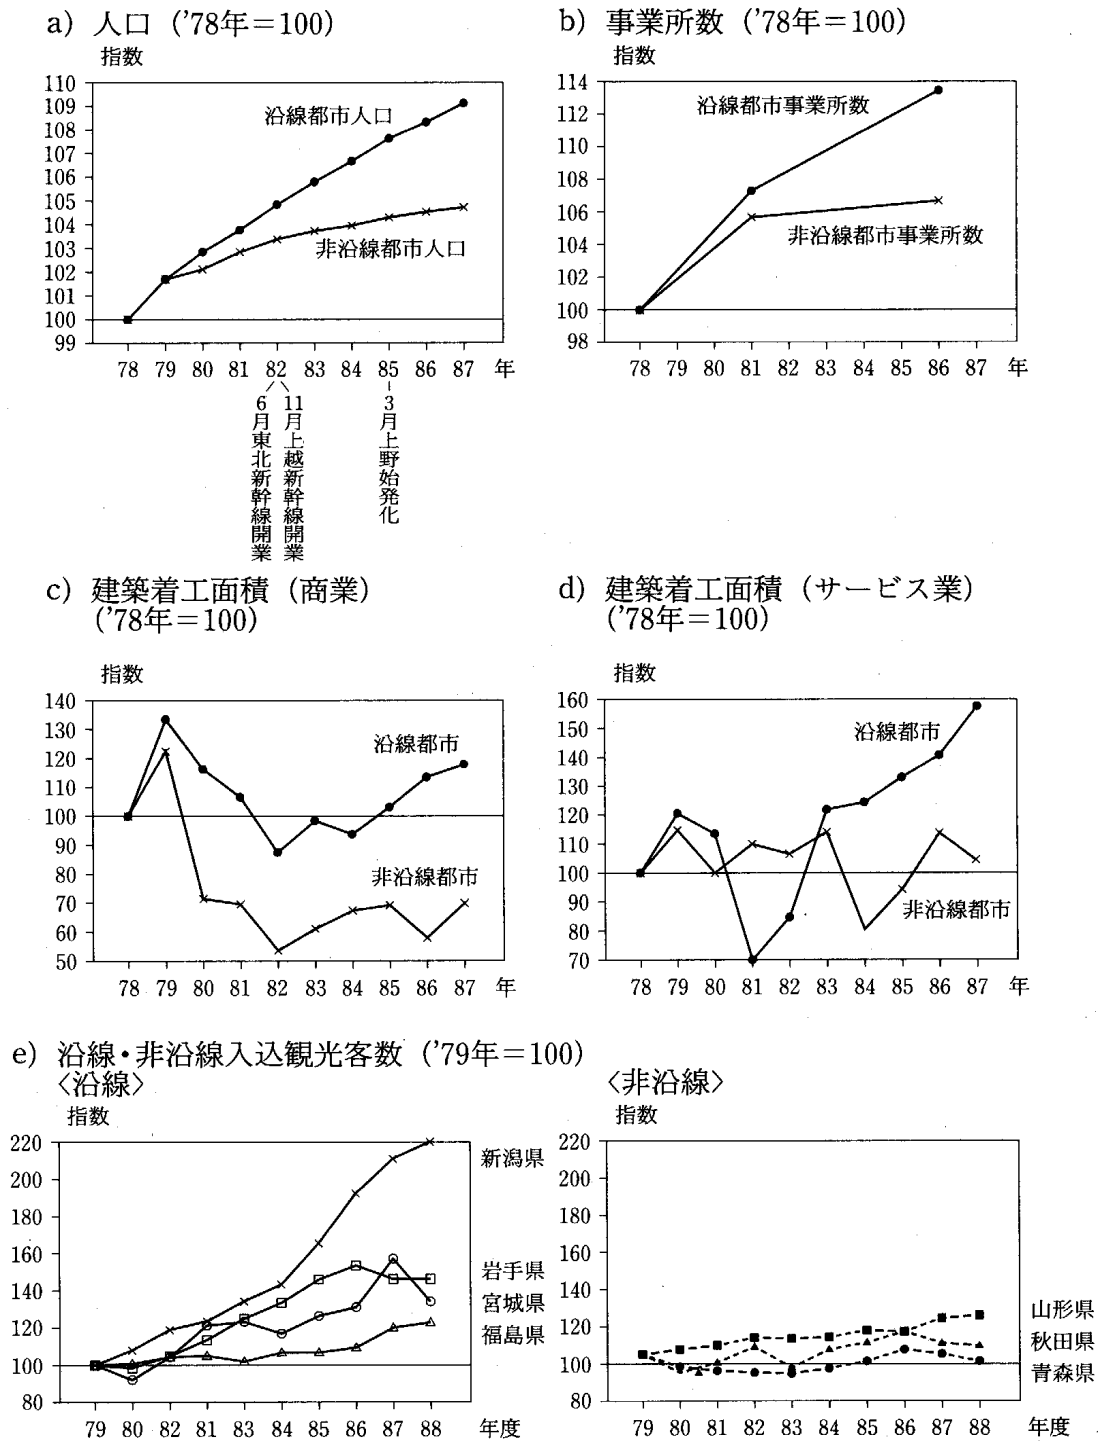 a) 人口 ('78年=100)
指数
110
109
108
107
106
105
104
103
102
101
100
99
沿線都市人口
非沿線都市人口
78 79 80 81 82 83 84 85 86 87 年
6月東北新幹線開業
11月上越新幹線開業
3月上野始発化
b) 事業所数 ('78年=100)
指数
114
112
110
108
106
104
102
100
98
沿線都市事業所数
非沿線都市事業所数
78 79 80 81 82 83 84 85 86 87 年
c) 建築着工面積 (商業)
('78年=100)
指数
140
130
120
110
100
90
80
70
60
50
沿線都市
非沿線都市
78 79 80 81 82 83 84 85 86 87 年
d) 建築着工面積 (サービス業)
('78年=100)
指数
160
150
140
130
120
110
100
90
80
70
沿線都市
非沿線都市
78 79 80 81 82 83 84 85 86 87 年
e) 沿線・非沿線入込観光客数 ('79年=100)
〈沿線〉
指数
220
200
180
160
140
120
100
80
新潟県
岩手県
宮城県
福島県
79 80 82 81 83 84 85 86 87 88 年度
〈非沿線〉
指数
220
200
180
160
140
120
100
80
山形県
秋田県
青森県
79 80 81 82 83 84 85 86 87 88 年度